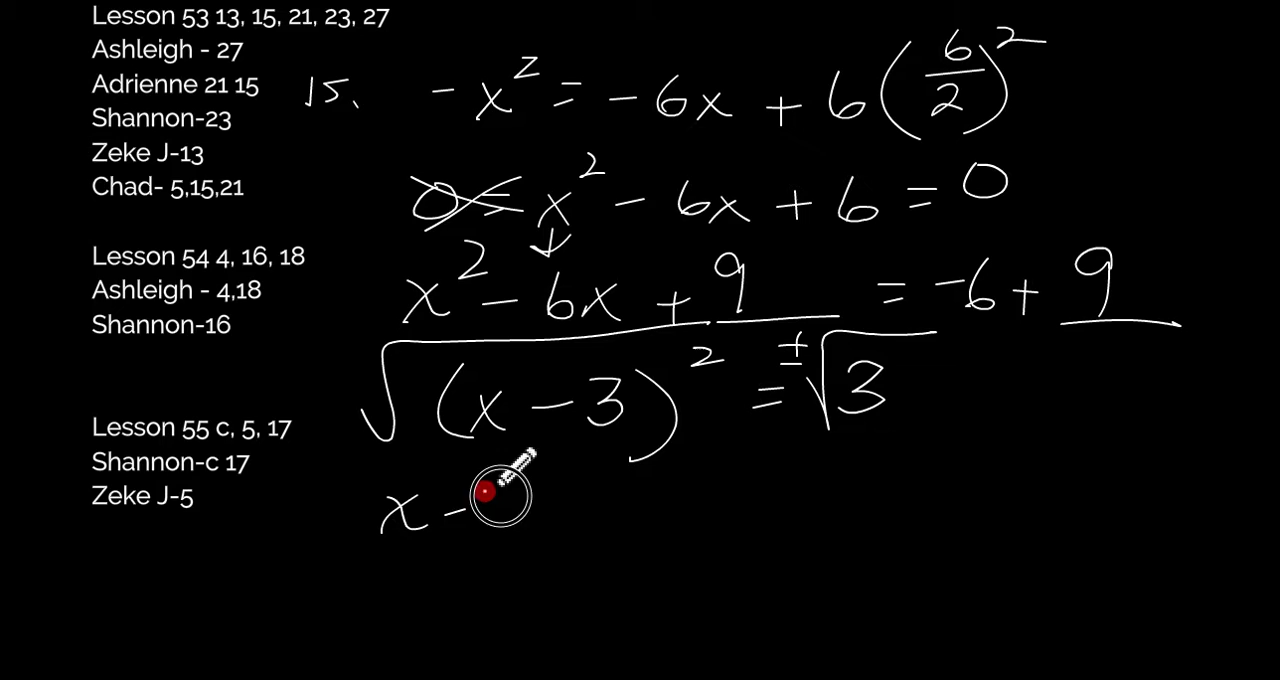 Lesson 53 13, 15, 21, 23, 27
Ashleigh - 27
Adrienne 21 15
Shannon-23
Zeke J-13
Chad- 5,15,21
Lesson 54 4, 16, 18
Ashleigh - 4,18
Shannon-16
Lesson 55 c, 5, 17
Shannon-c 17
Zeke J-5
15. -x² = -6x + 6 (6/2)²
0 = x² - 6x + 6 = 0
x² - 6x + 9 = -6 + 9
√(x - 3)² = ±√3
x -